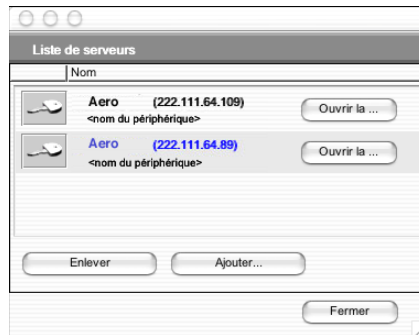 Liste de serveurs
Nom
Aero (222.111.64.109) Ouvrir la ...
<nom du périphérique>
Aero (222.111.64.89) Ouvrir la ...
<nom du périphérique>
Enlever Ajouter...
Fermer